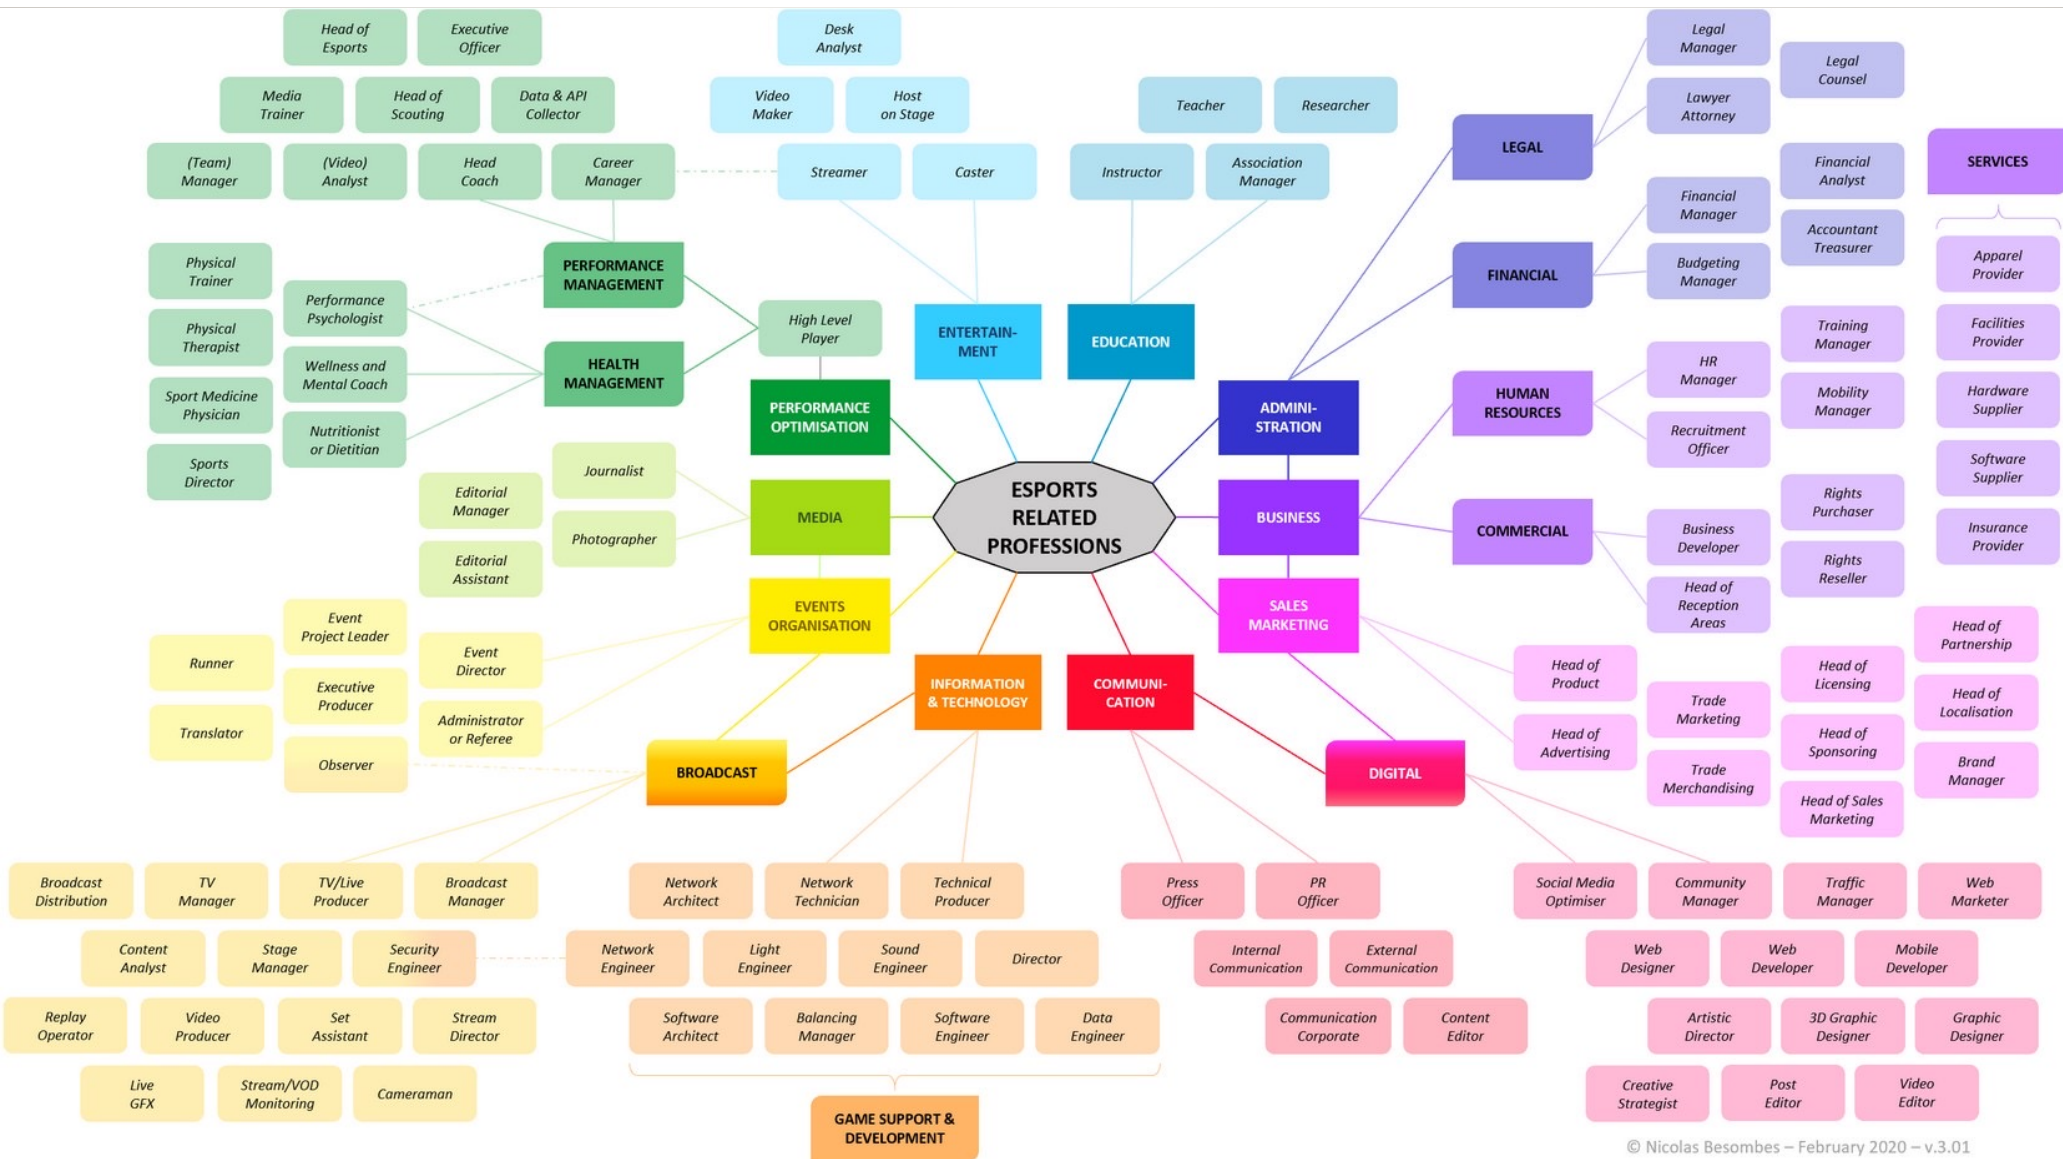 Head of
Esports
Executive
Officer
Media
Trainer
Head of
Scouting
Data & API
Collector
(Team)
Manager
(Video)
Analyst
Head
Coach
Career
Manager
PERFORMANCE
MANAGEMENT
Physical
Trainer
Performance
Psychologist
Physical
Therapist
Wellness and
Mental Coach
Sport Medicine
Physician
Nutritionist
or Dietitian
Sports
Director
HEALTH
MANAGEMENT
High Level
Player
PERFORMANCE
OPTIMISATION
Desk
Analyst
Video
Maker
Host
on Stage
Streamer
Caster
ENTERTAIN-
MENT
Teacher
Researcher
Instructor
Association
Manager
EDUCATION
Legal
Manager
Legal
Counsel
Lawyer
Attorney
LEGAL
Financial
Analyst
Financial
Manager
Accountant
Treasurer
Budgeting
Manager
FINANCIAL
ADMINI-
STRATION
SERVICES
Apparel
Provider
Facilities
Provider
Hardware
Supplier
Software
Supplier
Insurance
Provider
Training
Manager
HR
Manager
Mobility
Manager
Recruitment
Officer
HUMAN
RESOURCES
Rights
Purchaser
Business
Developer
Rights
Reseller
Head of
Reception
Areas
COMMERCIAL
BUSINESS
ESPORTS
RELATED
PROFESSIONS
Journalist
Editorial
Manager
Photographer
Editorial
Assistant
MEDIA
EVENTS
ORGANISATION
Event
Project Leader
Runner
Event
Director
Executive
Producer
Translator
Administrator
or Referee
Observer
BROADCAST
INFORMATION
& TECHNOLOGY
COMMUNI-
CATION
SALES
MARKETING
DIGITAL
Head of
Partnership
Head of
Product
Head of
Licensing
Trade
Marketing
Head of
Localisation
Head of
Advertising
Head of
Sponsoring
Trade
Merchandising
Brand
Manager
Head of Sales
Marketing
Broadcast
Distribution
TV
Manager
TV/Live
Producer
Broadcast
Manager
Content
Analyst
Stage
Manager
Security
Engineer
Replay
Operator
Video
Producer
Set
Assistant
Stream
Director
Live
GFX
Stream/VOD
Monitoring
Cameraman
Network
Architect
Network
Technician
Technical
Producer
Network
Engineer
Light
Engineer
Sound
Engineer
Director
Software
Architect
Balancing
Manager
Software
Engineer
Data
Engineer
GAME SUPPORT &
DEVELOPMENT
Press
Officer
PR
Officer
Internal
Communication
External
Communication
Communication
Corporate
Content
Editor
Social Media
Optimiser
Community
Manager
Traffic
Manager
Web
Marketer
Web
Designer
Web
Developer
Mobile
Developer
Artistic
Director
3D Graphic
Designer
Graphic
Designer
Creative
Strategist
Post
Editor
Video
Editor
© Nicolas Besombes – February 2020 – v.3.01